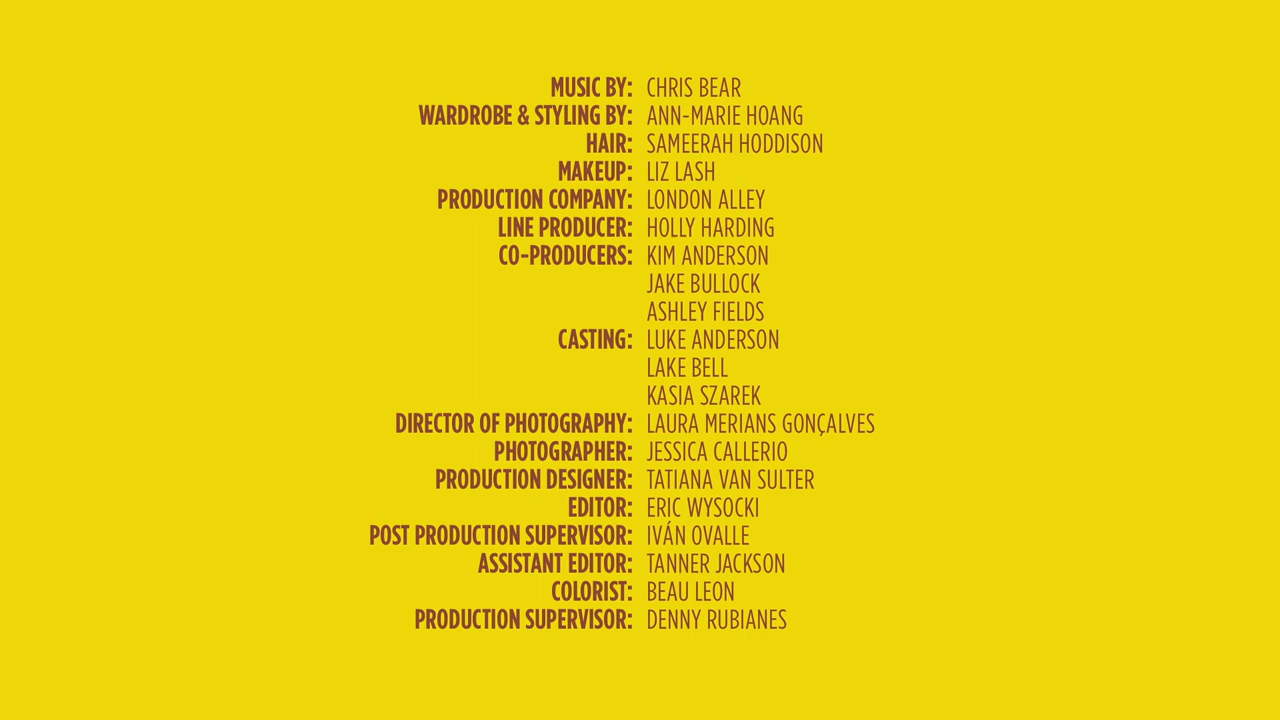 MUSIC BY: CHRIS BEAR
WARDROBE & STYLING BY: ANN-MARIE HOANG
HAIR: SAMEERAH HODDISON
MAKEUP: LIZ LASH
PRODUCTION COMPANY: LONDON ALLEY
LINE PRODUCER: HOLLY HARDING
CO-PRODUCERS: KIM ANDERSON
JAKE BULLOCK
ASHLEY FIELDS
CASTING: LUKE ANDERSON
LAKE BELL
KASIA SZAREK
DIRECTOR OF PHOTOGRAPHY: LAURA MERIANS GONÇALVES
PHOTOGRAPHER: JESSICA CALLERIO
PRODUCTION DESIGNER: TATIANA VAN SULTER
EDITOR: ERIC WYSOCKI
POST PRODUCTION SUPERVISOR: IVÁN OVALLE
ASSISTANT EDITOR: TANNER JACKSON
COLORIST: BEAU LEON
PRODUCTION SUPERVISOR: DENNY RUBIANES